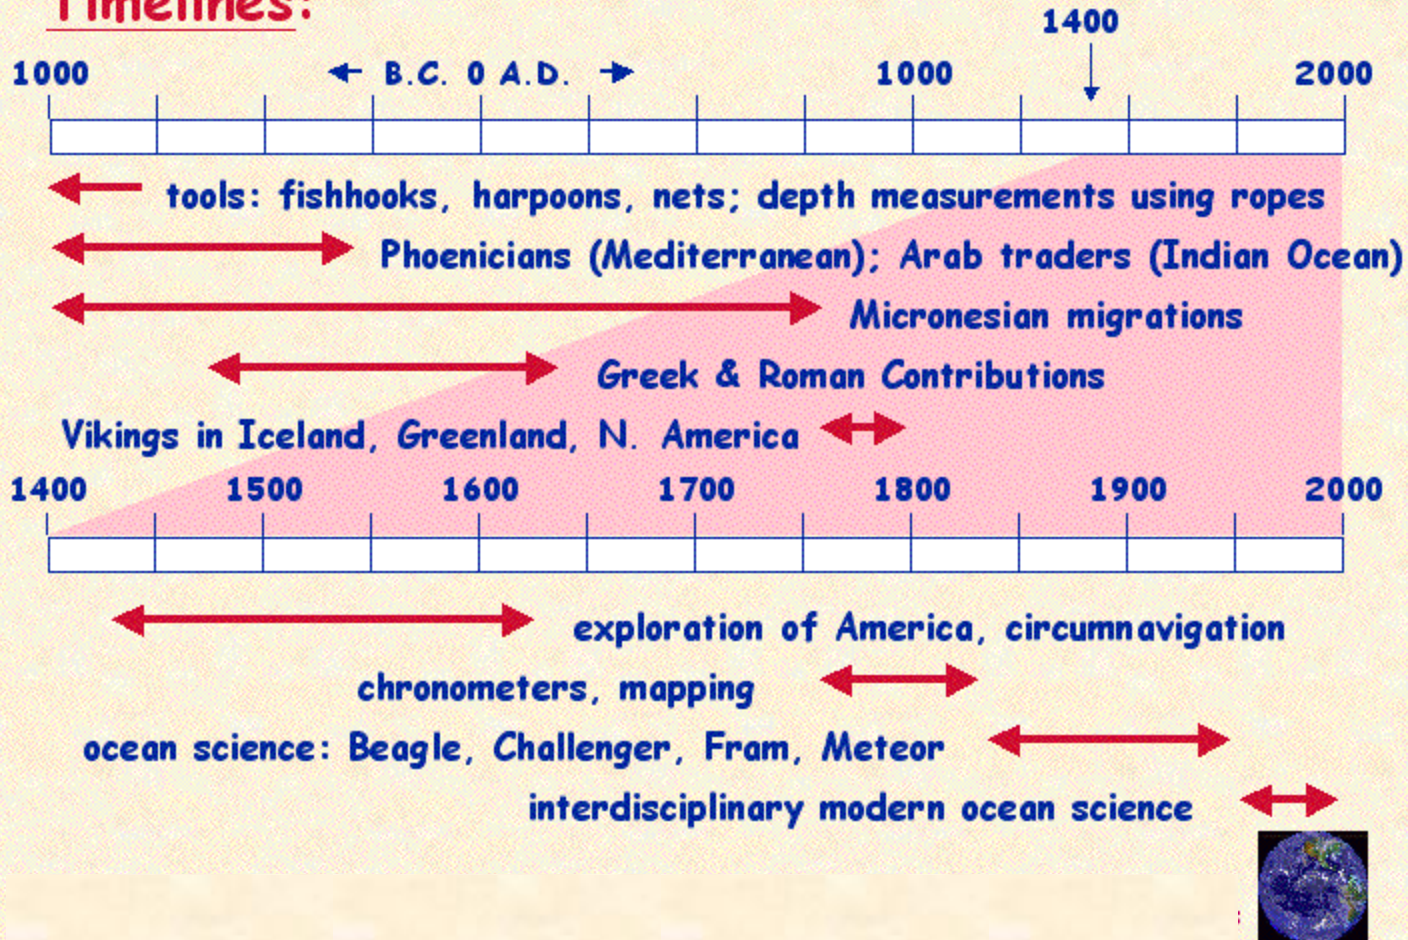 Timelines:
1400
1000 B.C. 0 A.D. 1000 2000
tools: fishhooks, harpoons, nets; depth measurements using ropes
Phoenicians (Mediterranean); Arab traders (Indian Ocean)
Micronesian migrations
Greek & Roman Contributions
Vikings in Iceland, Greenland, N. America
1400 1500 1600 1700 1800 1900 2000
exploration of America, circumnavigation
chronometers, mapping
ocean science: Beagle, Challenger, Fram, Meteor
interdisciplinary modern ocean science